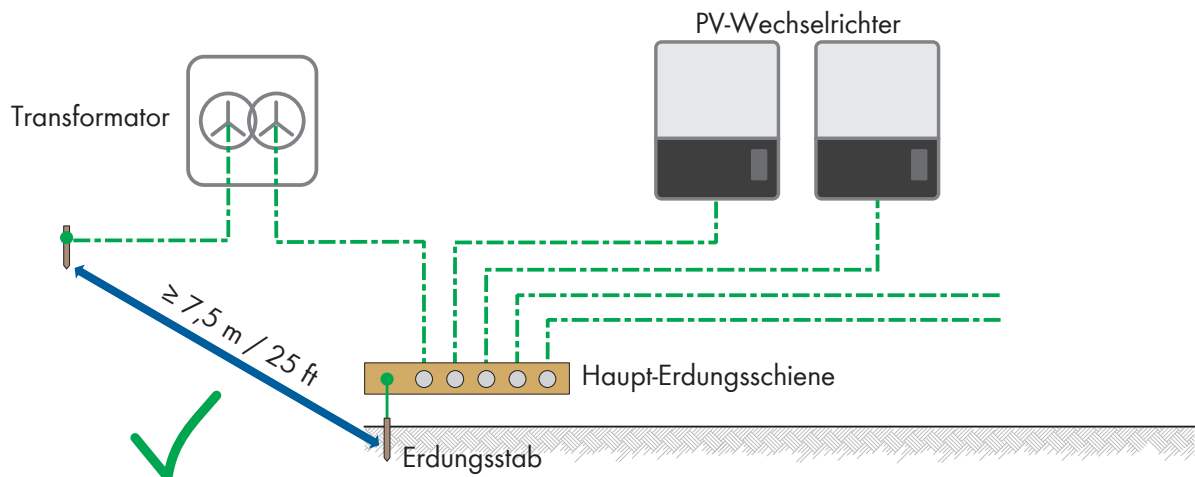 PV-Wechselrichter
Transformator
≥ 7,5 m / 25 ft
Haupt-Erdungsschiene
Erdungsstab